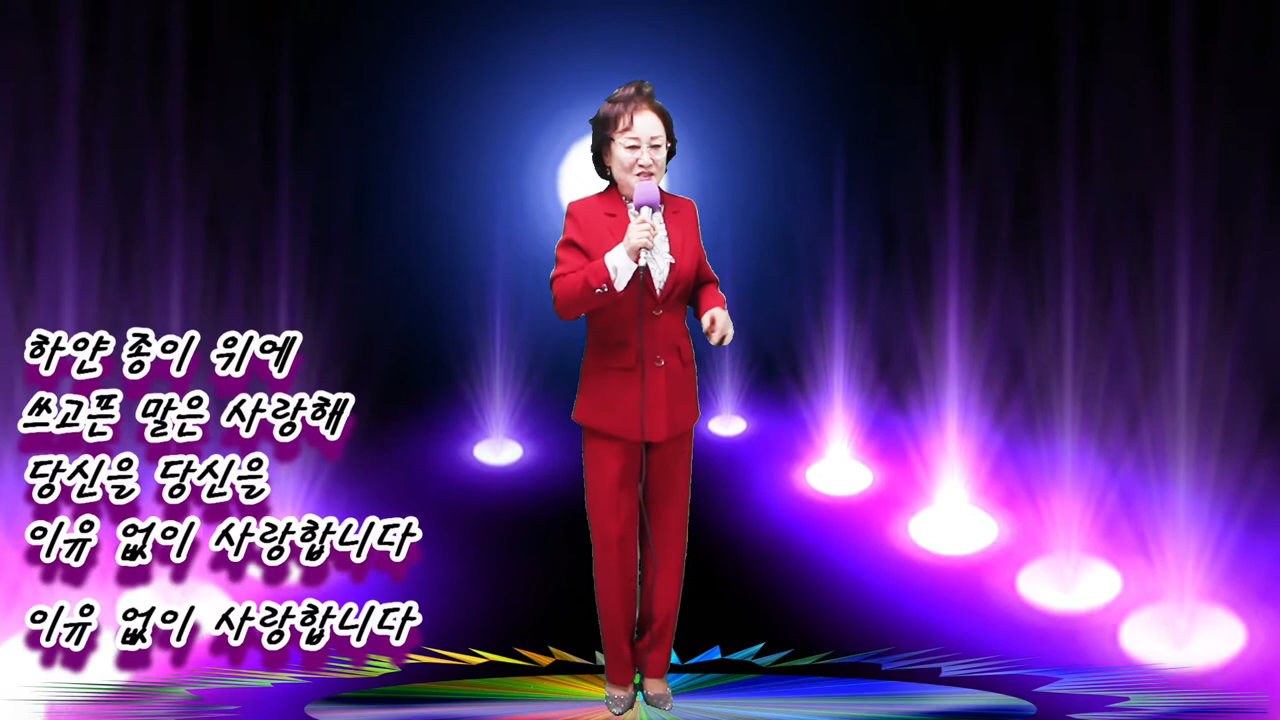 하얀 종이 위에
쓰고픈 말은 사랑해
당신을 당신을
이유 없이 사랑합니다
이유 없이 사랑합니다